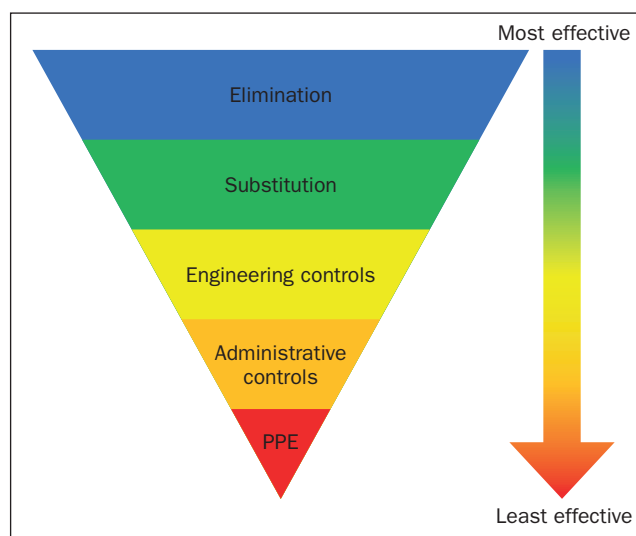 Most effective
Elimination
Substitution
Engineering controls
Administrative
controls
PPE
Least effective